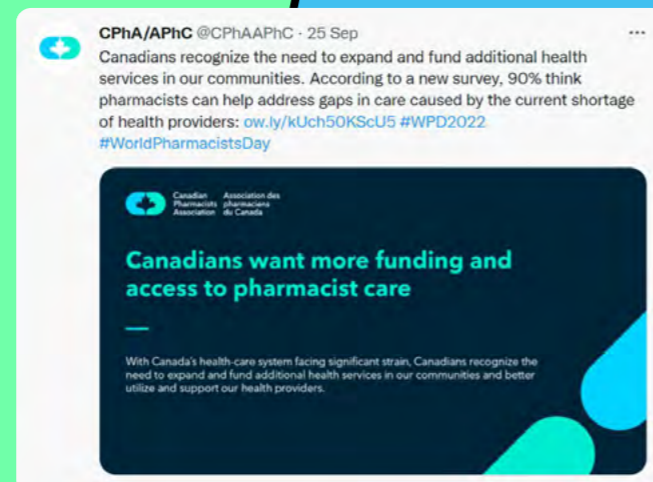 CPhA/APhC @CPhAAPhC · 25 Sep
Canadians recognize the need to expand and fund additional health
services in our communities. According to a new survey, 90% think
pharmacists can help address gaps in care caused by the current shortage
of health providers: ow.ly/kUch50KScU5 #WPD2022
#WorldPharmacistsDay
Canadian Association des
Pharmacists pharmaciens
Association du Canada
Canadians want more funding and
access to pharmacist care
With Canada's health-care system facing significant strain, Canadians recognize the
need to expand and fund additional health services in our communities and better
utilize and support our health providers.